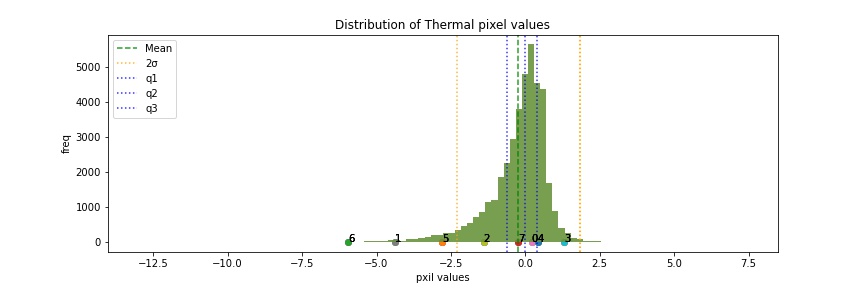 Distribution of Thermal pixel values
Mean
2σ
q1
q2
q3
freq
5000
4000
3000
2000
1000
0
6 1 5 2 7 0 4 3
−12.5 −10.0 −7.5 −5.0 −2.5 0.0 2.5 5.0 7.5
pxil values